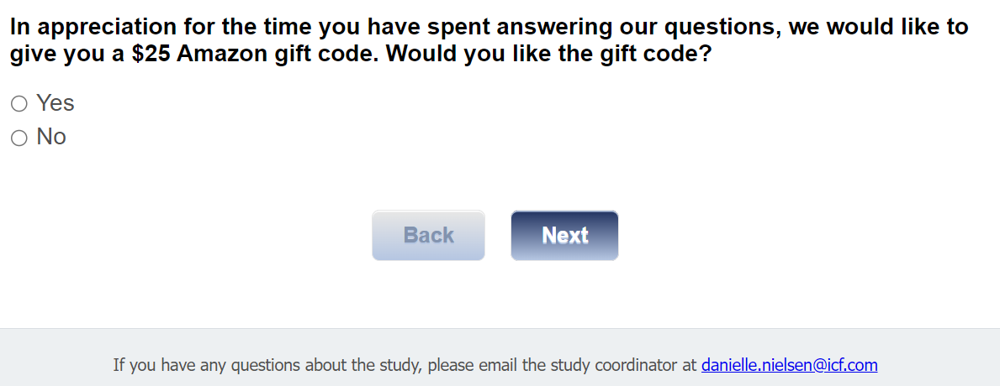 In appreciation for the time you have spent answering our questions, we would like to
give you a $25 Amazon gift code. Would you like the gift code?
Yes
No
Back
Next
If you have any questions about the study, please email the study coordinator at danielle.nielsen@icf.com